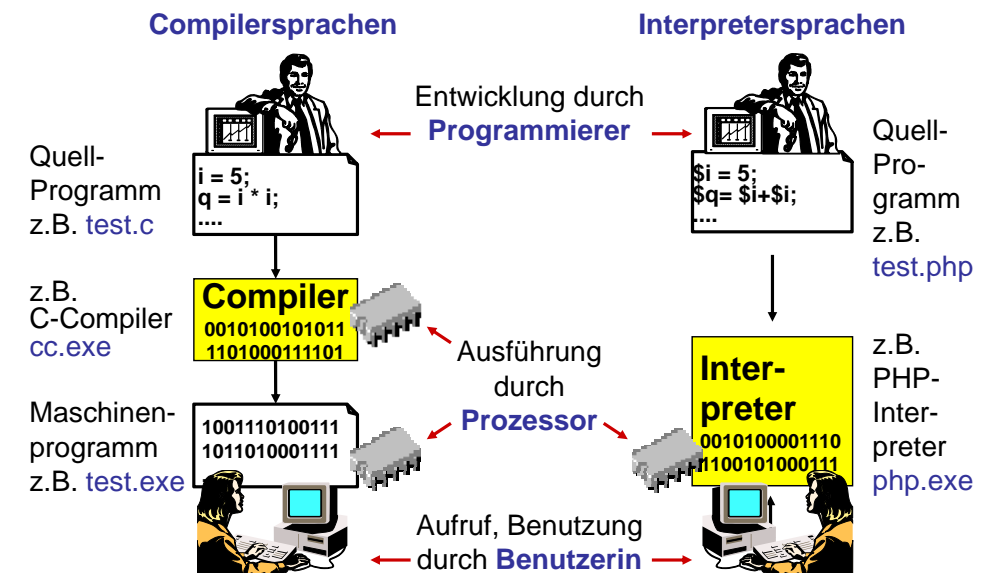 Compilersprachen
Interpretersprachen
Entwicklung durch
Programmierer
Quell-
Programm
z.B. test.c
i = 5;
q = i * i;
....
$i = 5;
$q= $i+$i;
....
Quell-
Pro-
gramm
z.B.
test.php
z.B.
C-Compiler
cc.exe
Compiler
0010100101011
1101000111101
Ausführung
durch
Prozessor
Inter-
preter
0010100001110
1100101000111
z.B.
PHP-
Inter-
preter
php.exe
Maschinen-
programm
z.B. test.exe
1001110100111
1011010001111
Aufruf, Benutzung
durch Benutzerin